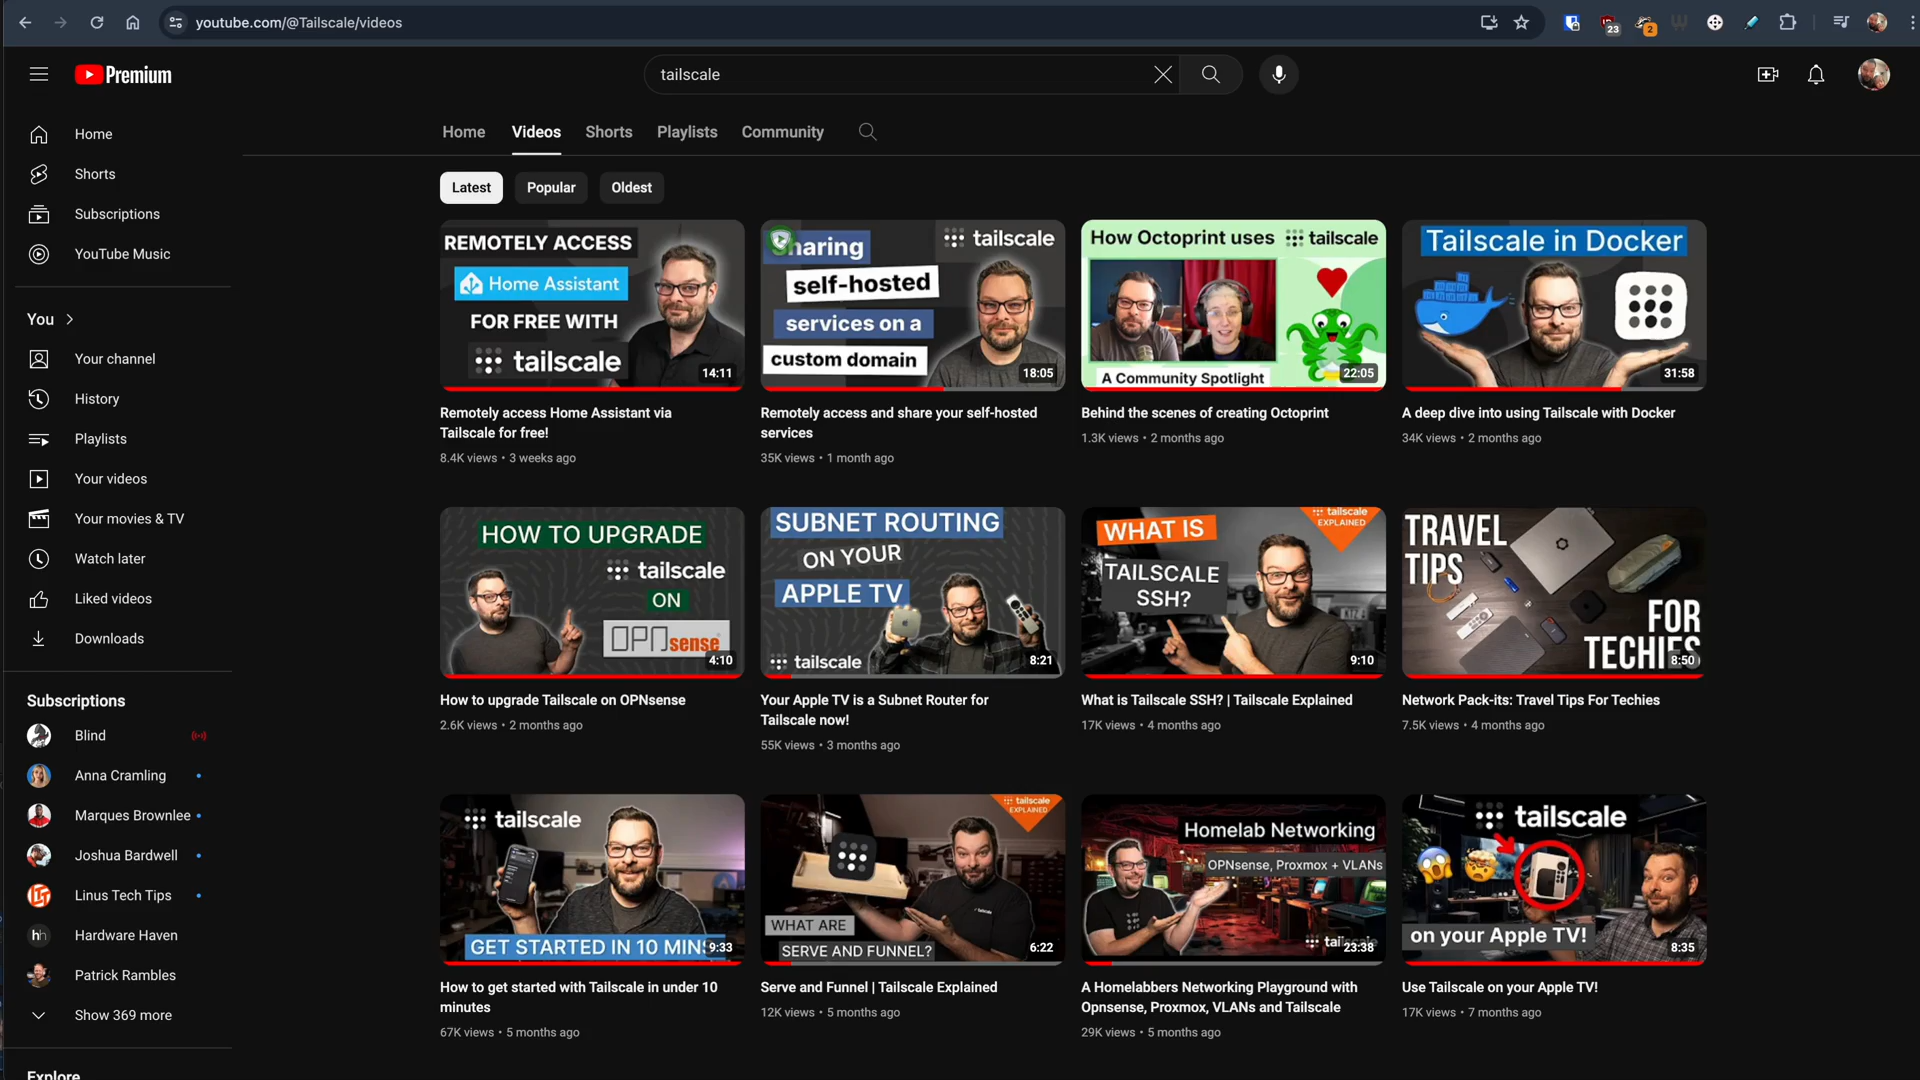 youtube.com/@Tailscale/videos
23
2
Premium
tailscale
Home
Shorts
Subscriptions
YouTube Music
You
Your channel
History
Playlists
Your videos
Your movies & TV
Watch later
Liked videos
Downloads
Subscriptions
Blind
Anna Cramling
Marques Brownlee
Joshua Bardwell
Linus Tech Tips
hh
Hardware Haven
Patrick Rambles
Show 369 more
Explore
Home
Videos
Shorts
Playlists
Community
Latest
Popular
Oldest
REMOTELY ACCESS
Home Assistant
FOR FREE WITH
tailscale
14:11
Remotely access Home Assistant via
Tailscale for free!
8.4K views • 3 weeks ago
haring
tailscale
self-hosted
services on a
custom domain
18:05
Remotely access and share your self-hosted
services
35K views • 1 month ago
How Octoprint uses
tailscale
A Community Spotlight
22:05
Behind the scenes of creating Octoprint
1.3K views • 2 months ago
Tailscale in Docker
31:58
A deep dive into using Tailscale with Docker
34K views • 2 months ago
HOW TO UPGRADE
tailscale
ON
OPNsense
4:10
How to upgrade Tailscale on OPNsense
2.6K views • 2 months ago
SUBNET ROUTING
ON YOUR
APPLE TV
tailscale
8:21
Your Apple TV is a Subnet Router for
Tailscale now!
55K views • 3 months ago
WHAT IS
TAILSCALE
SSH?
tailscale
EXPLAINED
9:10
What is Tailscale SSH? | Tailscale Explained
17K views • 4 months ago
TRAVEL
TIPS
FOR
TECHIES
8:50
Network Pack-its: Travel Tips For Techies
7.5K views • 4 months ago
tailscale
GET STARTED IN 10 MINS
9:33
How to get started with Tailscale in under 10
minutes
67K views • 5 months ago
tailscale
EXPLAINED
WHAT ARE
SERVE AND FUNNEL?
6:22
Serve and Funnel | Tailscale Explained
12K views • 5 months ago
Homelab Networking
OPNsense, Proxmox + VLANs
23:38
A Homelabbers Networking Playground with
Opnsense, Proxmox, VLANs and Tailscale
29K views • 5 months ago
tailscale
on your Apple TV!
8:35
Use Tailscale on your Apple TV!
17K views • 7 months ago